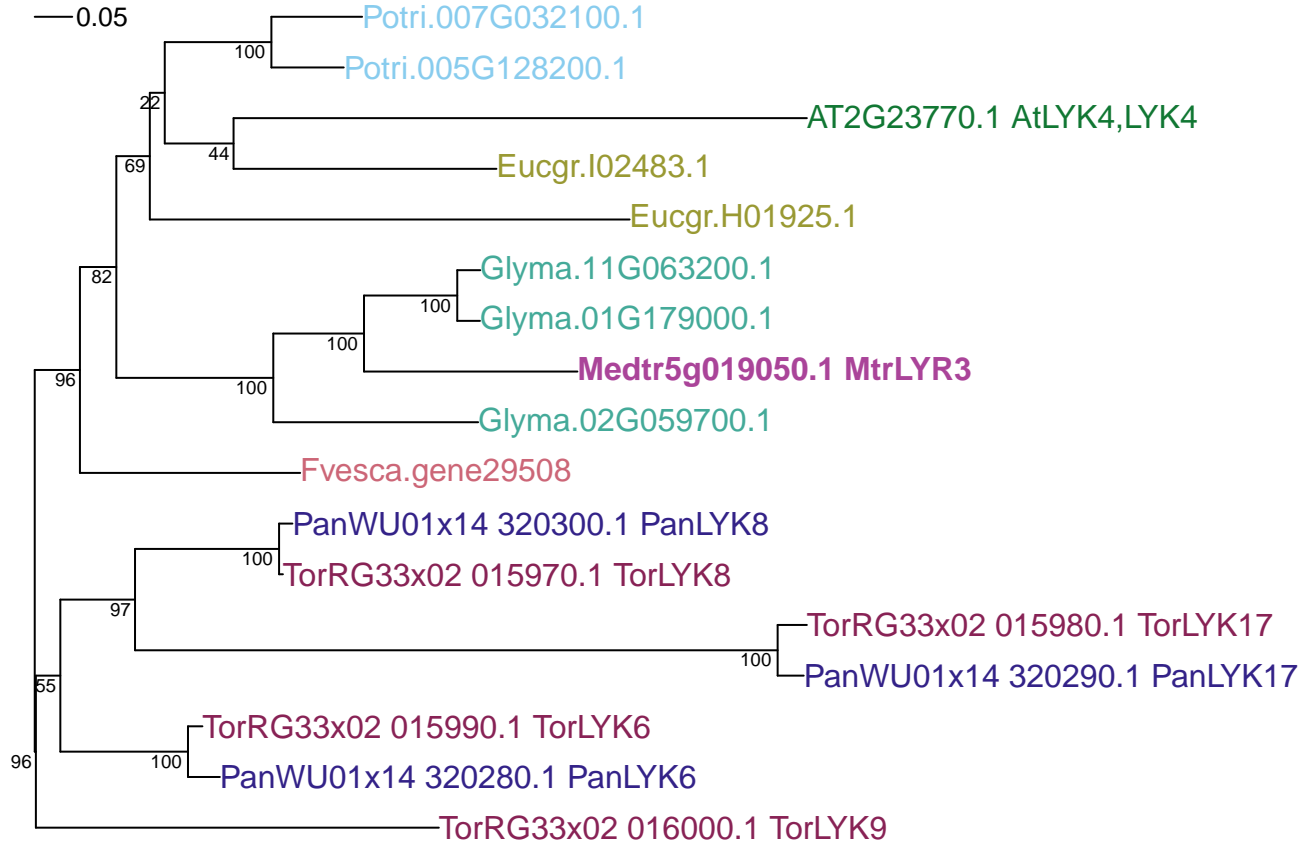 0.05
Potri.007G032100.1
100
Potri.005G128200.1
22
AT2G23770.1 AtLYK4,LYK4
44
69
Eucgr.I02483.1
Eucgr.H01925.1
82
Glyma.11G063200.1
100
Glyma.01G179000.1
100
Medtr5g019050.1 MtrLYR3
96
100
Glyma.02G059700.1
Fvesca.gene29508
PanWU01x14 320300.1 PanLYK8
100
TorRG33x02 015970.1 TorLYK8
97
TorRG33x02 015980.1 TorLYK17
100
PanWU01x14 320290.1 PanLYK17
55
TorRG33x02 015990.1 TorLYK6
96
100
PanWU01x14 320280.1 PanLYK6
TorRG33x02 016000.1 TorLYK9